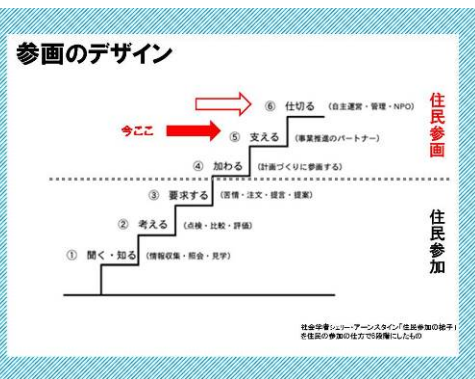 参画のデザイン
⑥ 仕切る （自主運営・管理・NPO）
今ここ
⑤ 支える （事業推進のパートナー）
④ 加わる （計画づくりに参画する）
③ 要求する （苦情・注文・提言・提案）
② 考える （点検・比較・評価）
① 聞く・知る （情報収集・照会・見学）
住民参画
住民参加
社会学者シェリー・アーンスタイン「住民参加の梯子」
を住民の参加の仕方で6段階にしたもの